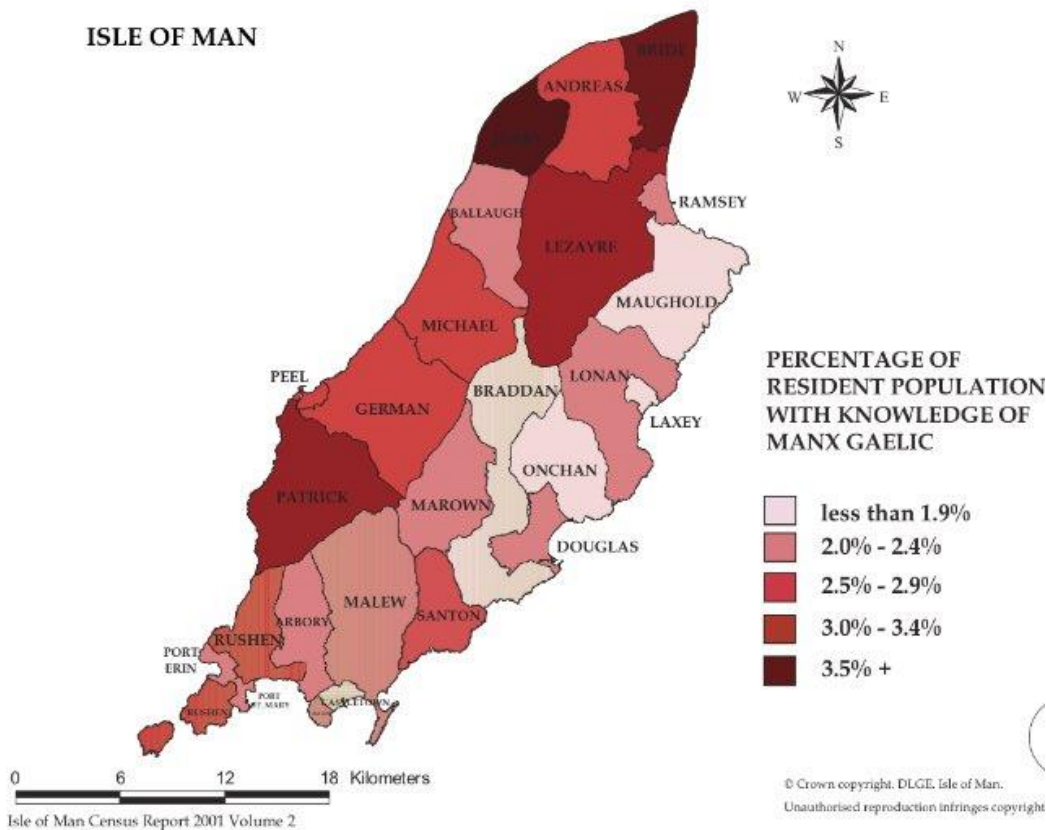 ISLE OF MAN
N
W E
S
BRIDE
ANDREAS
JURBY
RAMSEY
BALLAUGH
LEZAYRE
MAUGHOLD
MICHAEL
PEEL
BRADDAN
LONAN
GERMAN
LAXEY
ONCHAN
PATRICK
MAROWN
DOUGLAS
MALEW
SANTON
ARBORY
RUSHEN
PORT
ERIN
PORT
ST. MARY
CASTLETOWN
RUSHEN
PERCENTAGE OF
RESIDENT POPULATION
WITH KNOWLEDGE OF
MANX GAELIC
less than 1.9%
2.0% - 2.4%
2.5% - 2.9%
3.0% - 3.4%
3.5% +
0 6 12 18 Kilometers
Isle of Man Census Report 2001 Volume 2
© Crown copyright. DLGE. Isle of Man.
Unauthorised reproduction infringes copyright